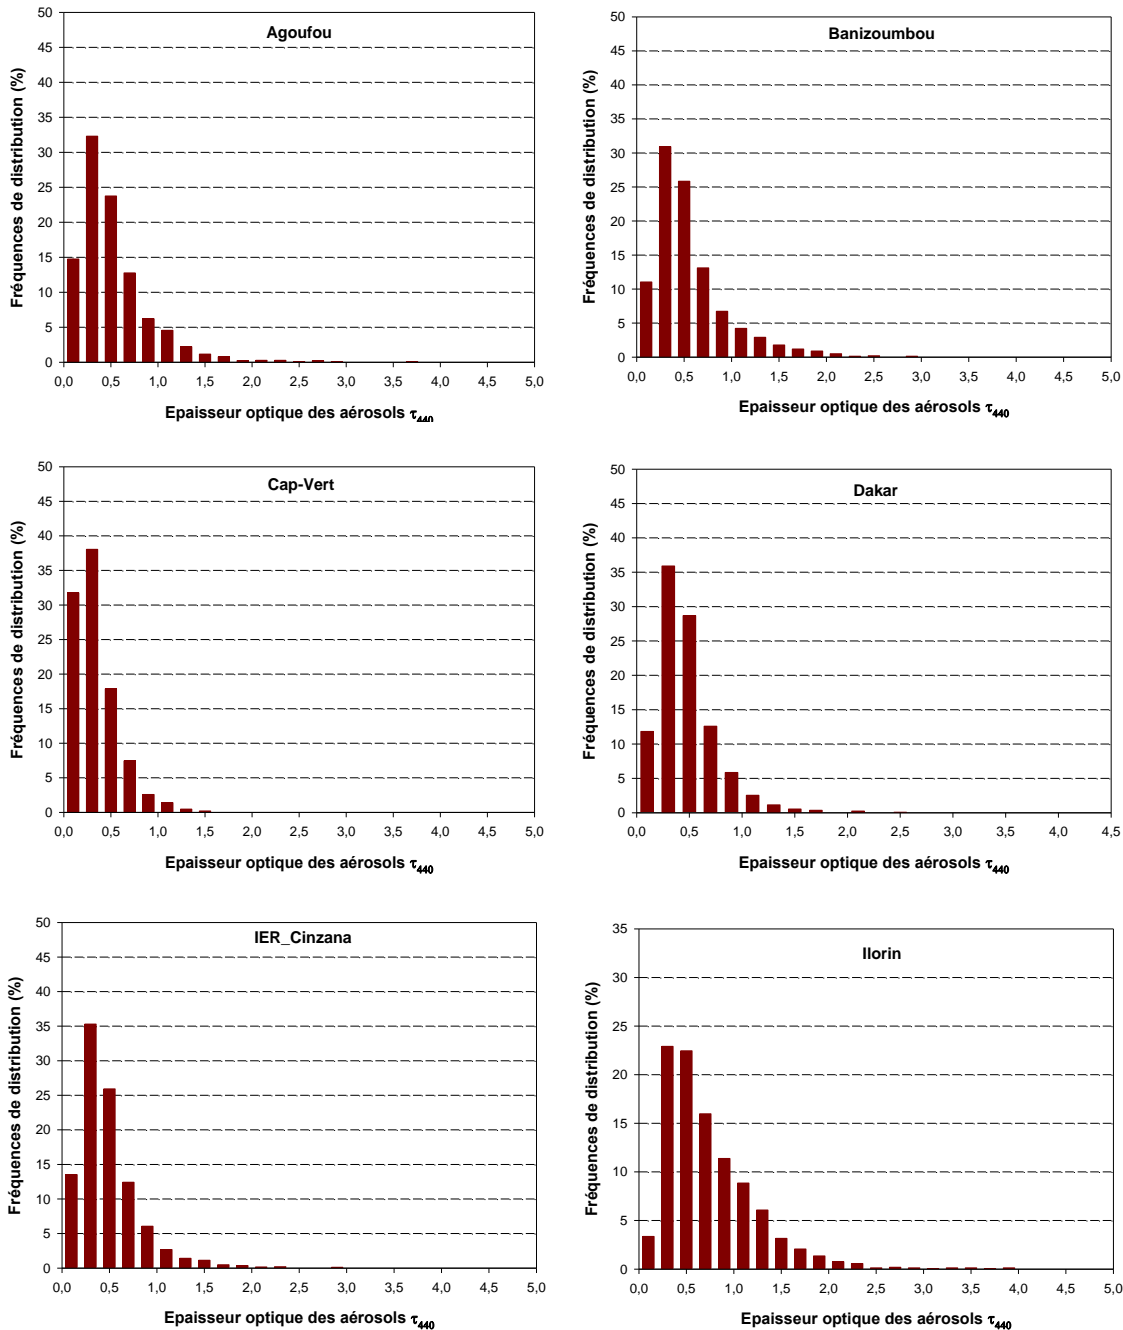 Agoufou
Fréquences de distribution (%)
50
45
40
35
30
25
20
15
10
5
0
0,0 0,5 1,0 1,5 2,0 2,5 3,0 3,5 4,0 4,5 5,0
Epaisseur optique des aérosols τ440
Banizoumbou
Fréquences de distribution (%)
50
45
40
35
30
25
20
15
10
5
0
0,0 0,5 1,0 1,5 2,0 2,5 3,0 3,5 4,0 4,5 5,0
Epaisseur optique des aérosols τ440
Cap-Vert
Fréquences de distribution (%)
50
45
40
35
30
25
20
15
10
5
0
0,0 0,5 1,0 1,5 2,0 2,5 3,0 3,5 4,0 4,5 5,0
Epaisseur optique des aérosols τ440
Dakar
Fréquences de distribution (%)
50
45
40
35
30
25
20
15
10
5
0
0,0 0,5 1,0 1,5 2,0 2,5 3,0 3,5 4,0 4,5
Epaisseur optique des aérosols τ440
IER_Cinzana
Fréquences de distribution (%)
50
45
40
35
30
25
20
15
10
5
0
0,0 0,5 1,0 1,5 2,0 2,5 3,0 3,5 4,0 4,5 5,0
Epaisseur optique des aérosols τ440
Ilorin
Fréquences de distribution (%)
35
30
25
20
15
10
5
0
0,0 0,5 1,0 1,5 2,0 2,5 3,0 3,5 4,0 4,5 5,0
Epaisseur optique des aérosols τ440